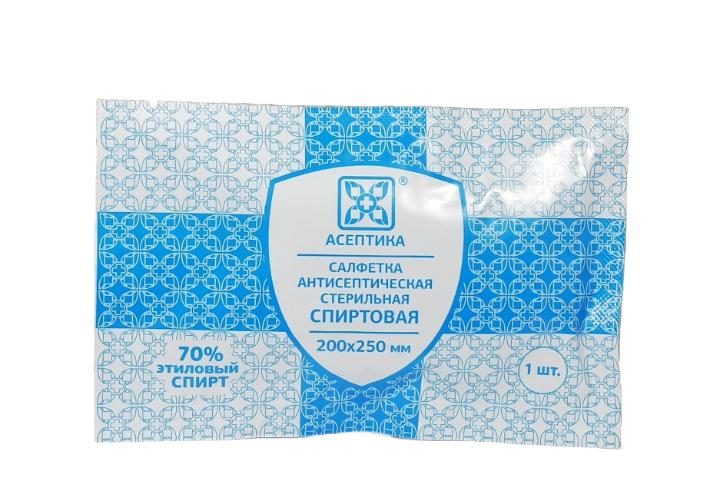 ®
АСЕПТИКА
САЛФЕТКА
АНТИСЕПТИЧЕСКАЯ
СТЕРИЛЬНАЯ
СПИРТОВАЯ
200х250 мм
70%
этиловый
СПИРТ
1 шт.